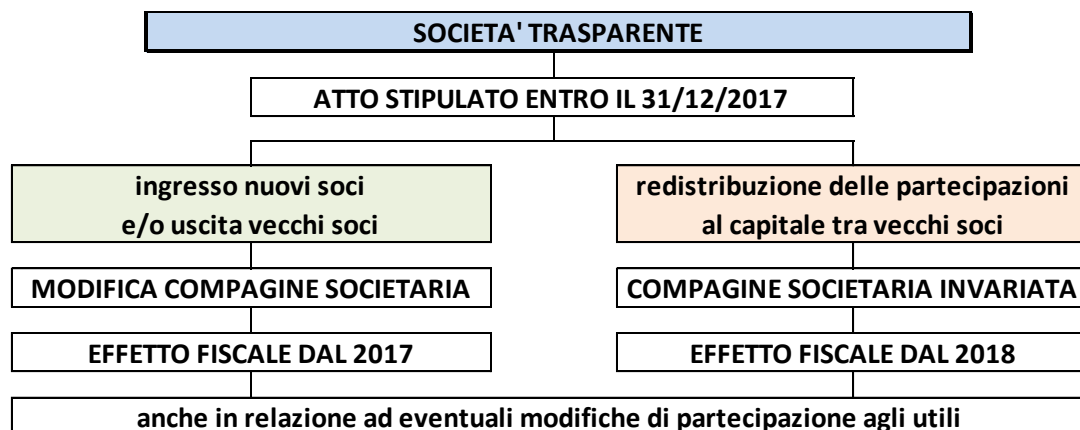 SOCIETA' TRASPARENTE
ATTO STIPULATO ENTRO IL 31/12/2017
ingresso nuovi soci
e/o uscita vecchi soci
redistribuzione delle partecipazioni
al capitale tra vecchi soci
MODIFICA COMPAGINE SOCIETARIA
COMPAGINE SOCIETARIA INVARIATA
EFFETTO FISCALE DAL 2017
EFFETTO FISCALE DAL 2018
anche in relazione ad eventuali modifiche di partecipazione agli utili